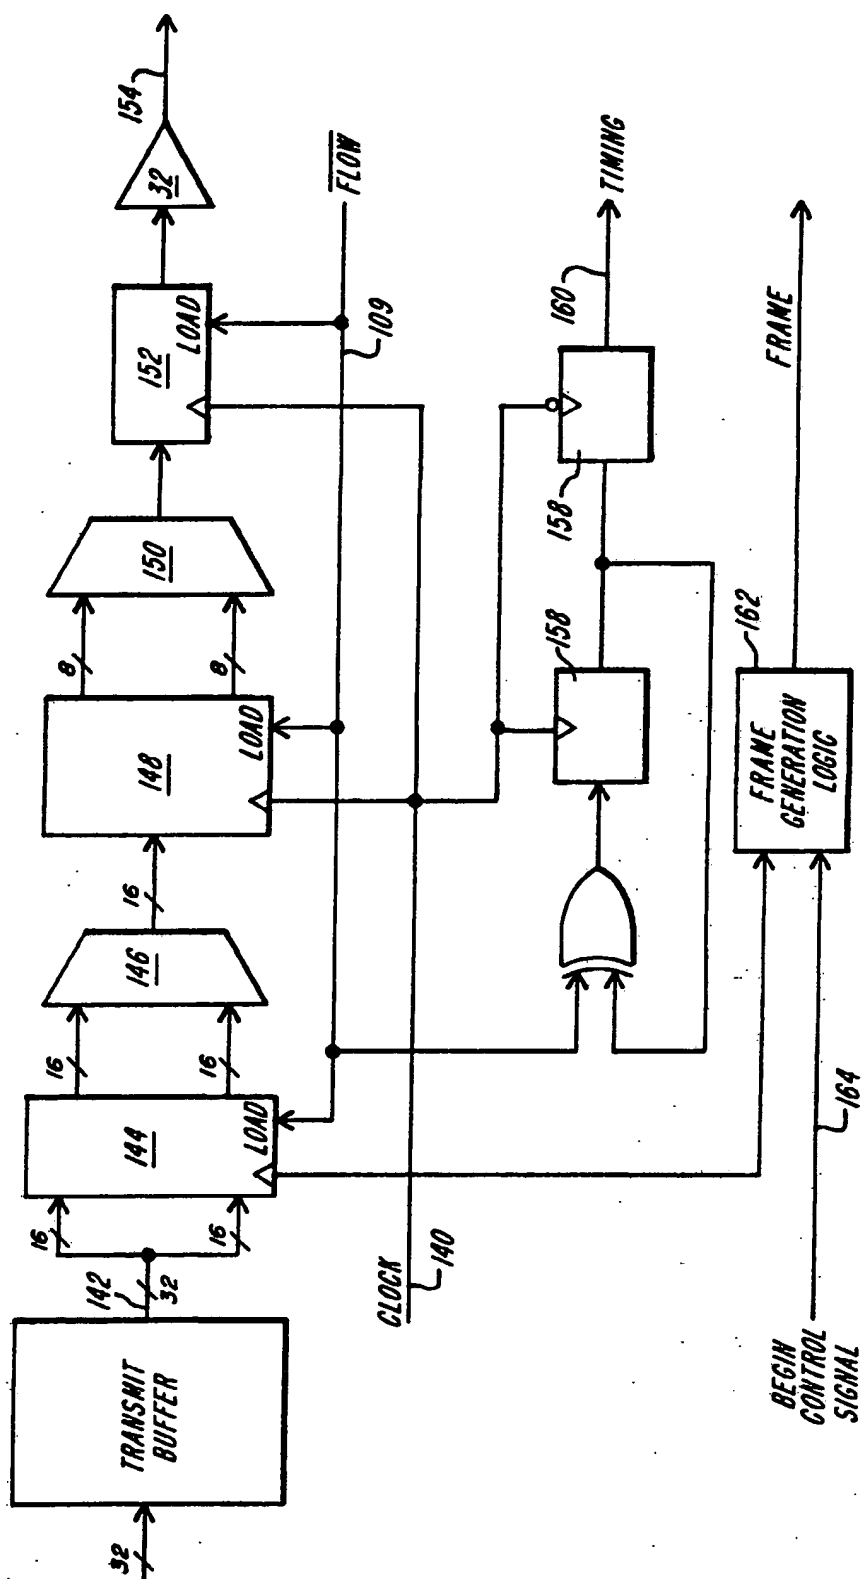 32
TRANSMIT
BUFFER
142
32
16
16
144
LOAD
16
16
146
16
148
LOAD
8
8
150
152
LOAD
32
154
FLOW
109
CLOCK
140
158
158
160
TIMING
BEGIN
CONTROL
SIGNAL
164
162
FRAME
GENERATION
LOGIC
FRAME